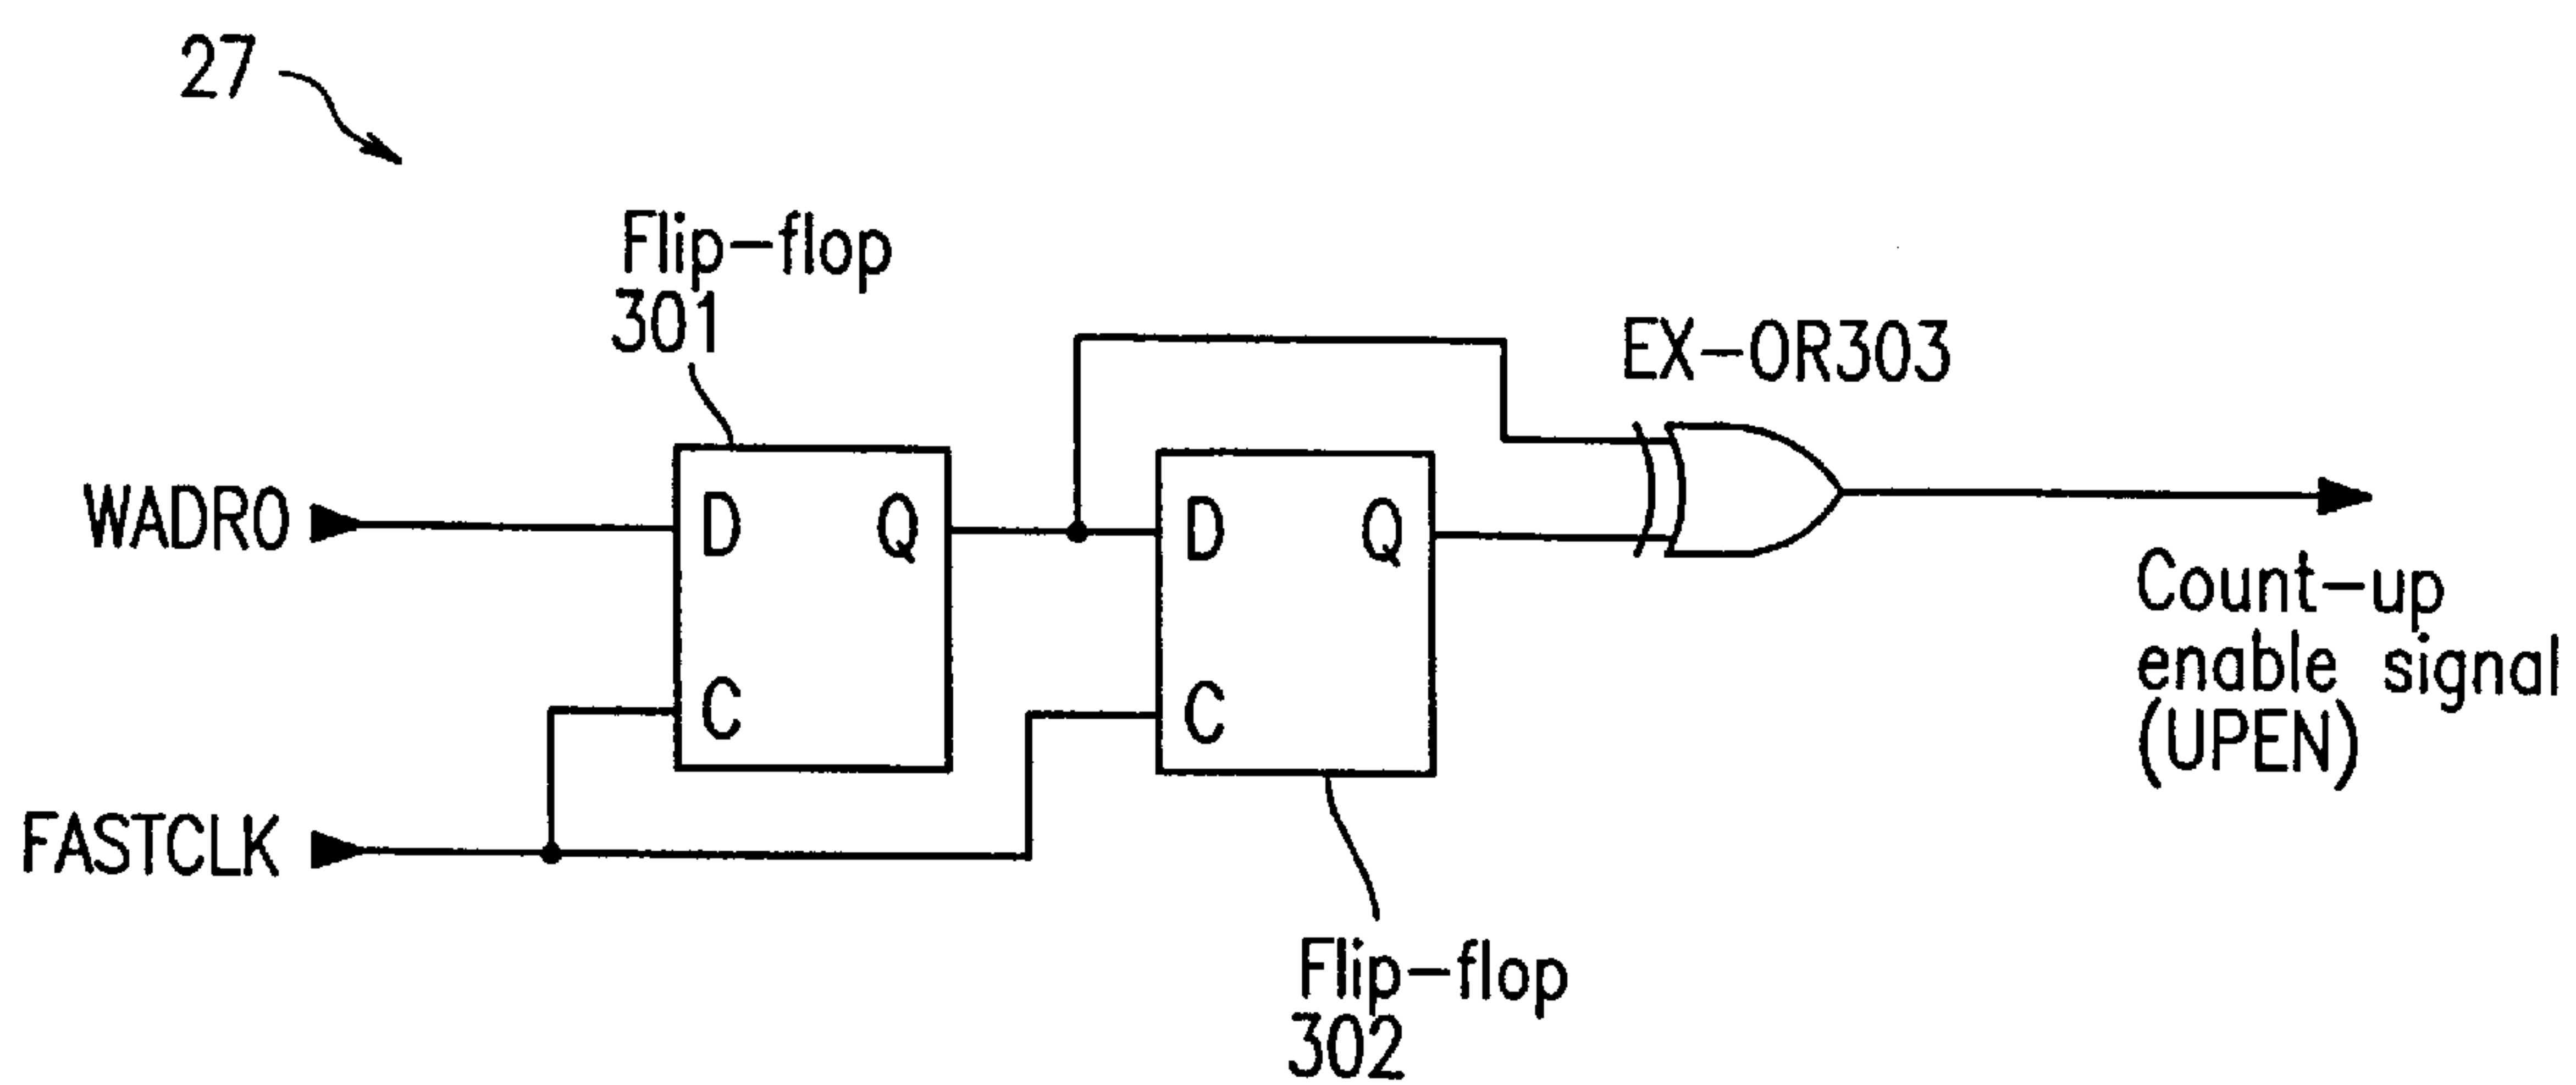 27
Flip-flop
301
EX-OR303
WADR0
D
Q
D
Q
C
C
Count-up
enable signal
(UPEN)
FASTCLK
Flip-flop
302